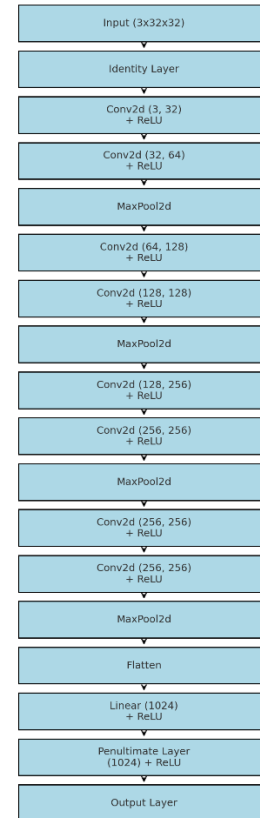 Input (3x32x32)
Identity Layer
Conv2d (3, 32)
+ ReLU
Conv2d (32, 64)
+ ReLU
MaxPool2d
Conv2d (64, 128)
+ ReLU
Conv2d (128, 128)
+ ReLU
MaxPool2d
Conv2d (128, 256)
+ ReLU
Conv2d (256, 256)
+ ReLU
MaxPool2d
Conv2d (256, 256)
+ ReLU
Conv2d (256, 256)
+ ReLU
MaxPool2d
Flatten
Linear (1024)
+ ReLU
Penultimate Layer
(1024) + ReLU
Output Layer